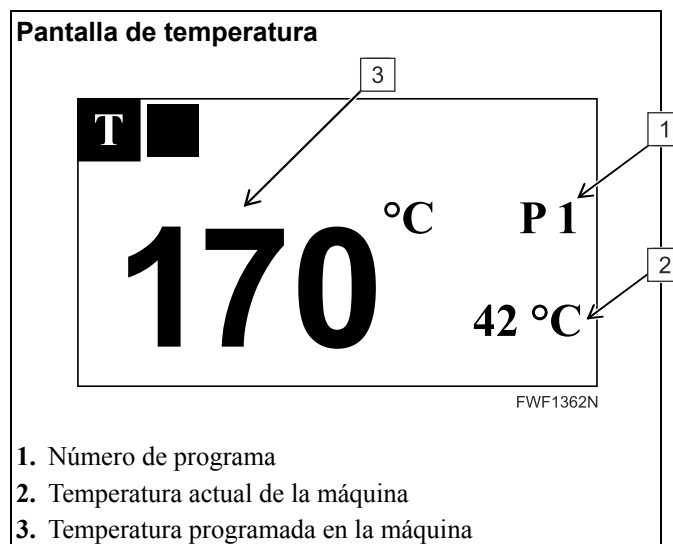 Pantalla de temperatura
3
T
1
170 °C
P 1
2
42 °C
FWF1362N
1. Número de programa
2. Temperatura actual de la máquina
3. Temperatura programada en la máquina